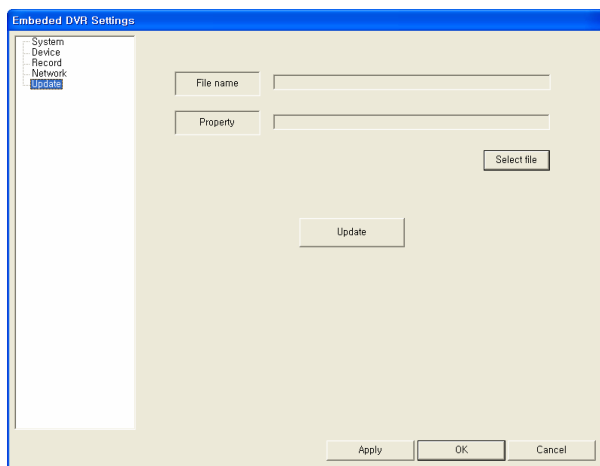 Embeded DVR Settings
System
Device
Record
Network
Update
File name
Property
Select file
Update
Apply
OK
Cancel